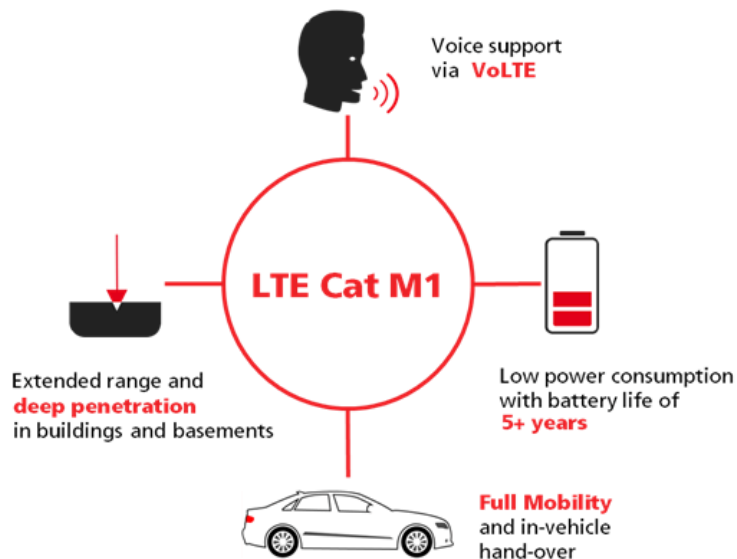 Voice support
via VoLTE
LTE Cat M1
Extended range and
deep penetration
in buildings and basements
Low power consumption
with battery life of
5+ years
Full Mobility
and in-vehicle
hand-over